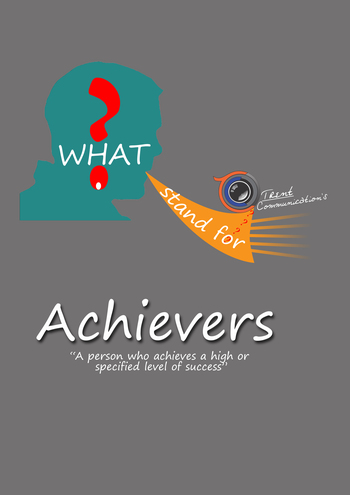 ?
WHAT
stand for
Trent
Communication's
Achievers
"A person who achieves a high or
specified level of success"